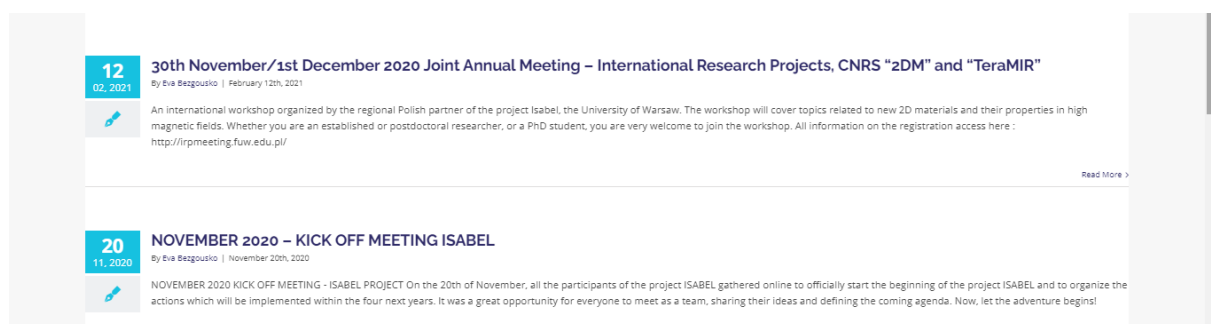 12
02, 2021
30th November/1st December 2020 Joint Annual Meeting – International Research Projects, CNRS “2DM” and “TeraMIR”
By Eva Bezgousko | February 12th, 2021
An international workshop organized by the regional Polish partner of the project Isabel, the University of Warsaw. The workshop will cover topics related to new 2D materials and their properties in high
magnetic fields. Whether you are an established or postdoctoral researcher, or a PhD student, you are very welcome to join the workshop. All information on the registration access here :
http://irpmeeting.fuw.edu.pl/
Read More >
20
11, 2020
NOVEMBER 2020 – KICK OFF MEETING ISABEL
By Eva Bezgousko | November 20th, 2020
NOVEMBER 2020 KICK OFF MEETING - ISABEL PROJECT On the 20th of November, all the participants of the project ISABEL gathered online to officially start the beginning of the project ISABEL and to organize the
actions which will be implemented within the four next years. It was a great opportunity for everyone to meet as a team, sharing their ideas and defining the coming agenda. Now, let the adventure begins!